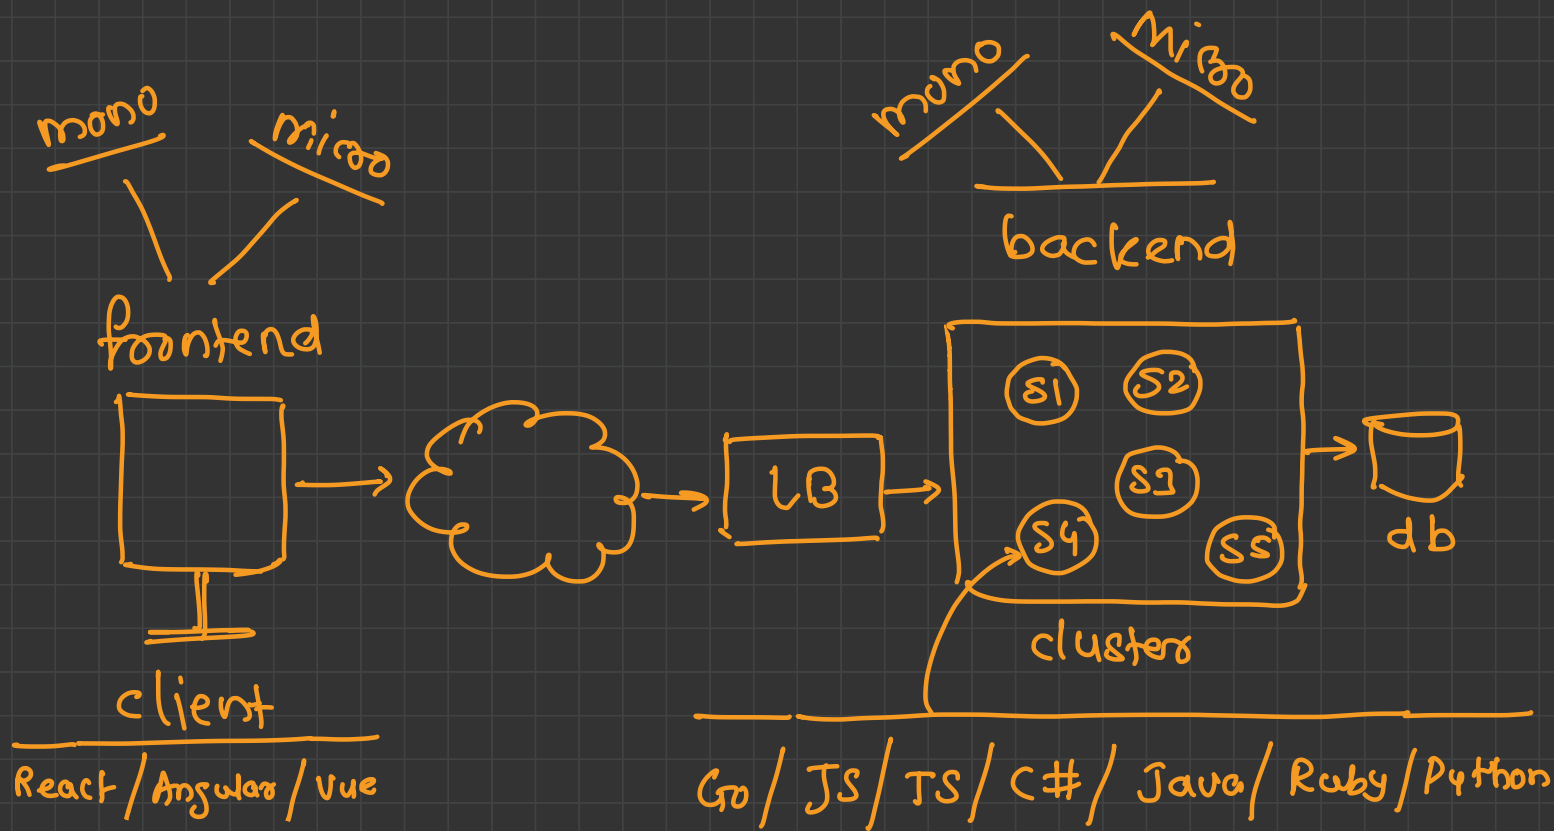 mono
micro
frontend
client
React / Angular / Vue
LB
mono
micro
backend
S1
S2
S3
S4
S5
cluster
db
Go / JS / TS / C# / Java / Ruby / Python